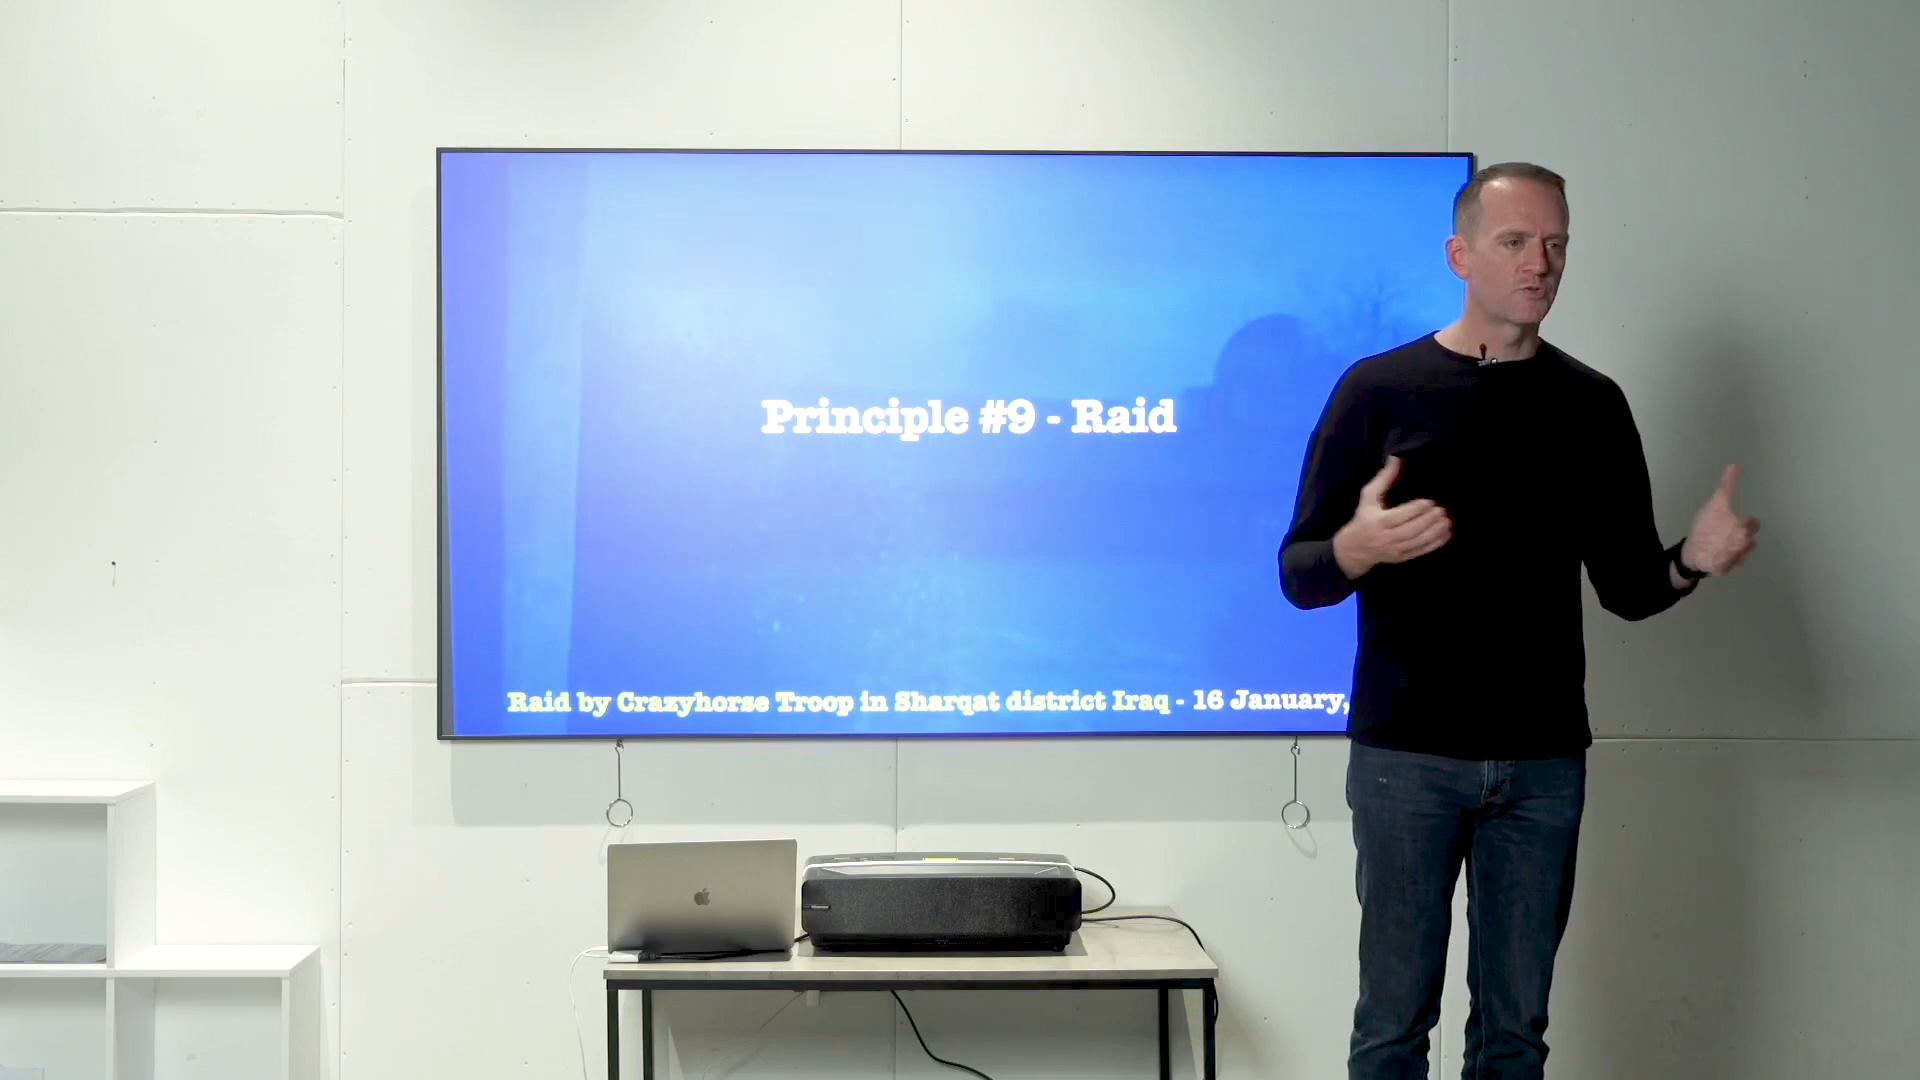 Principle #9 - Raid
Raid by Crazyhorse Troop in Sharqat district Iraq - 16 January,